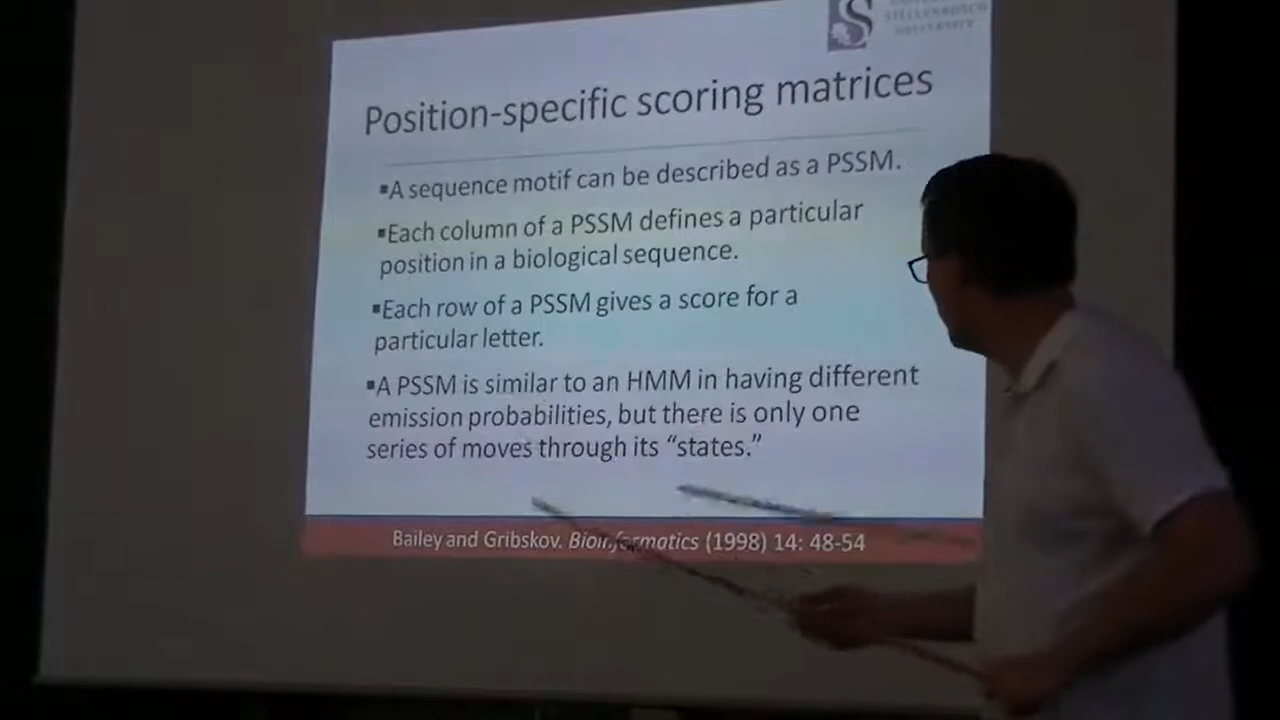 STELLENBOSCH
UNIVERSITY
Position-specific scoring matrices
▪A sequence motif can be described as a PSSM.
▪Each column of a PSSM defines a particular
position in a biological sequence.
▪Each row of a PSSM gives a score for a
particular letter.
▪A PSSM is similar to an HMM in having different
emission probabilities, but there is only one
series of moves through its “states.”
Bailey and Gribskov. Bioinformatics (1998) 14: 48-54